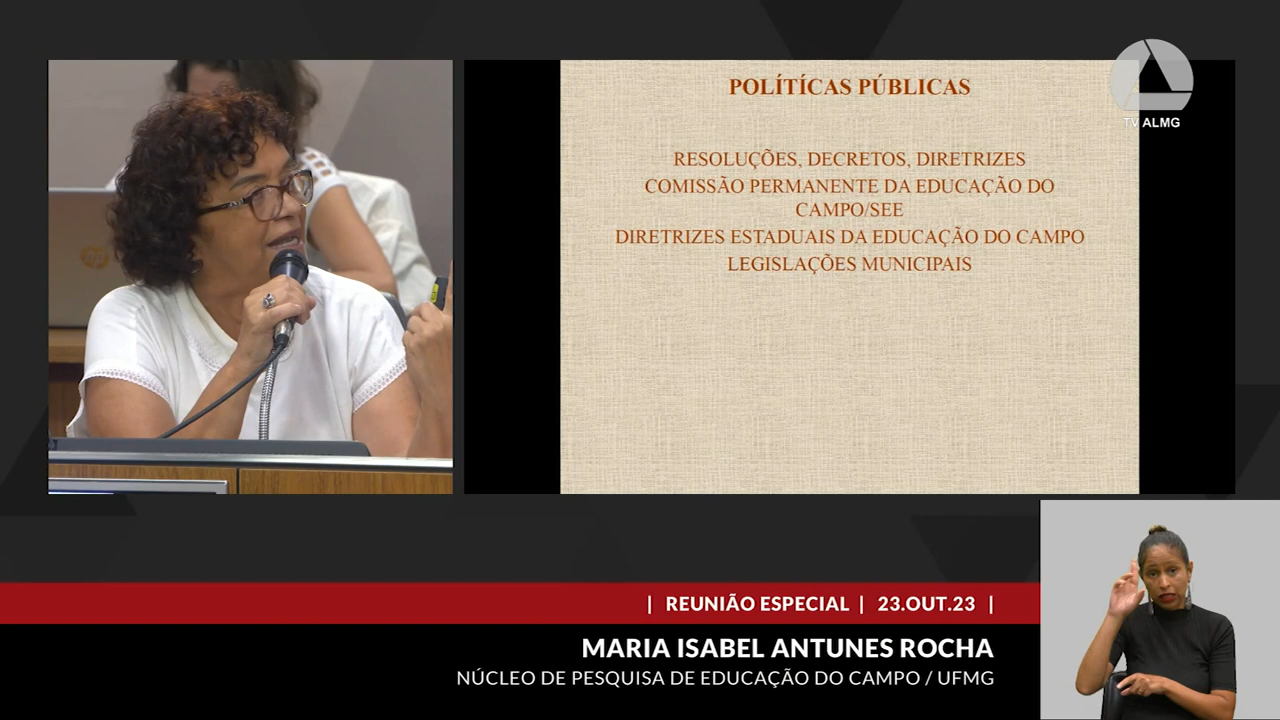 POLÍTÍCAS PÚBLICAS
TV ALMG
RESOLUÇÕES, DECRETOS, DIRETRIZES
COMISSÃO PERMANENTE DA EDUCAÇÃO DO
CAMPO/SEE
DIRETRIZES ESTADUAIS DA EDUCAÇÃO DO CAMPO
LEGISLAÇÕES MUNICIPAIS
hp
| REUNIÃO ESPECIAL | 23.OUT.23 |
MARIA ISABEL ANTUNES ROCHA
NÚCLEO DE PESQUISA DE EDUCAÇÃO DO CAMPO / UFMG